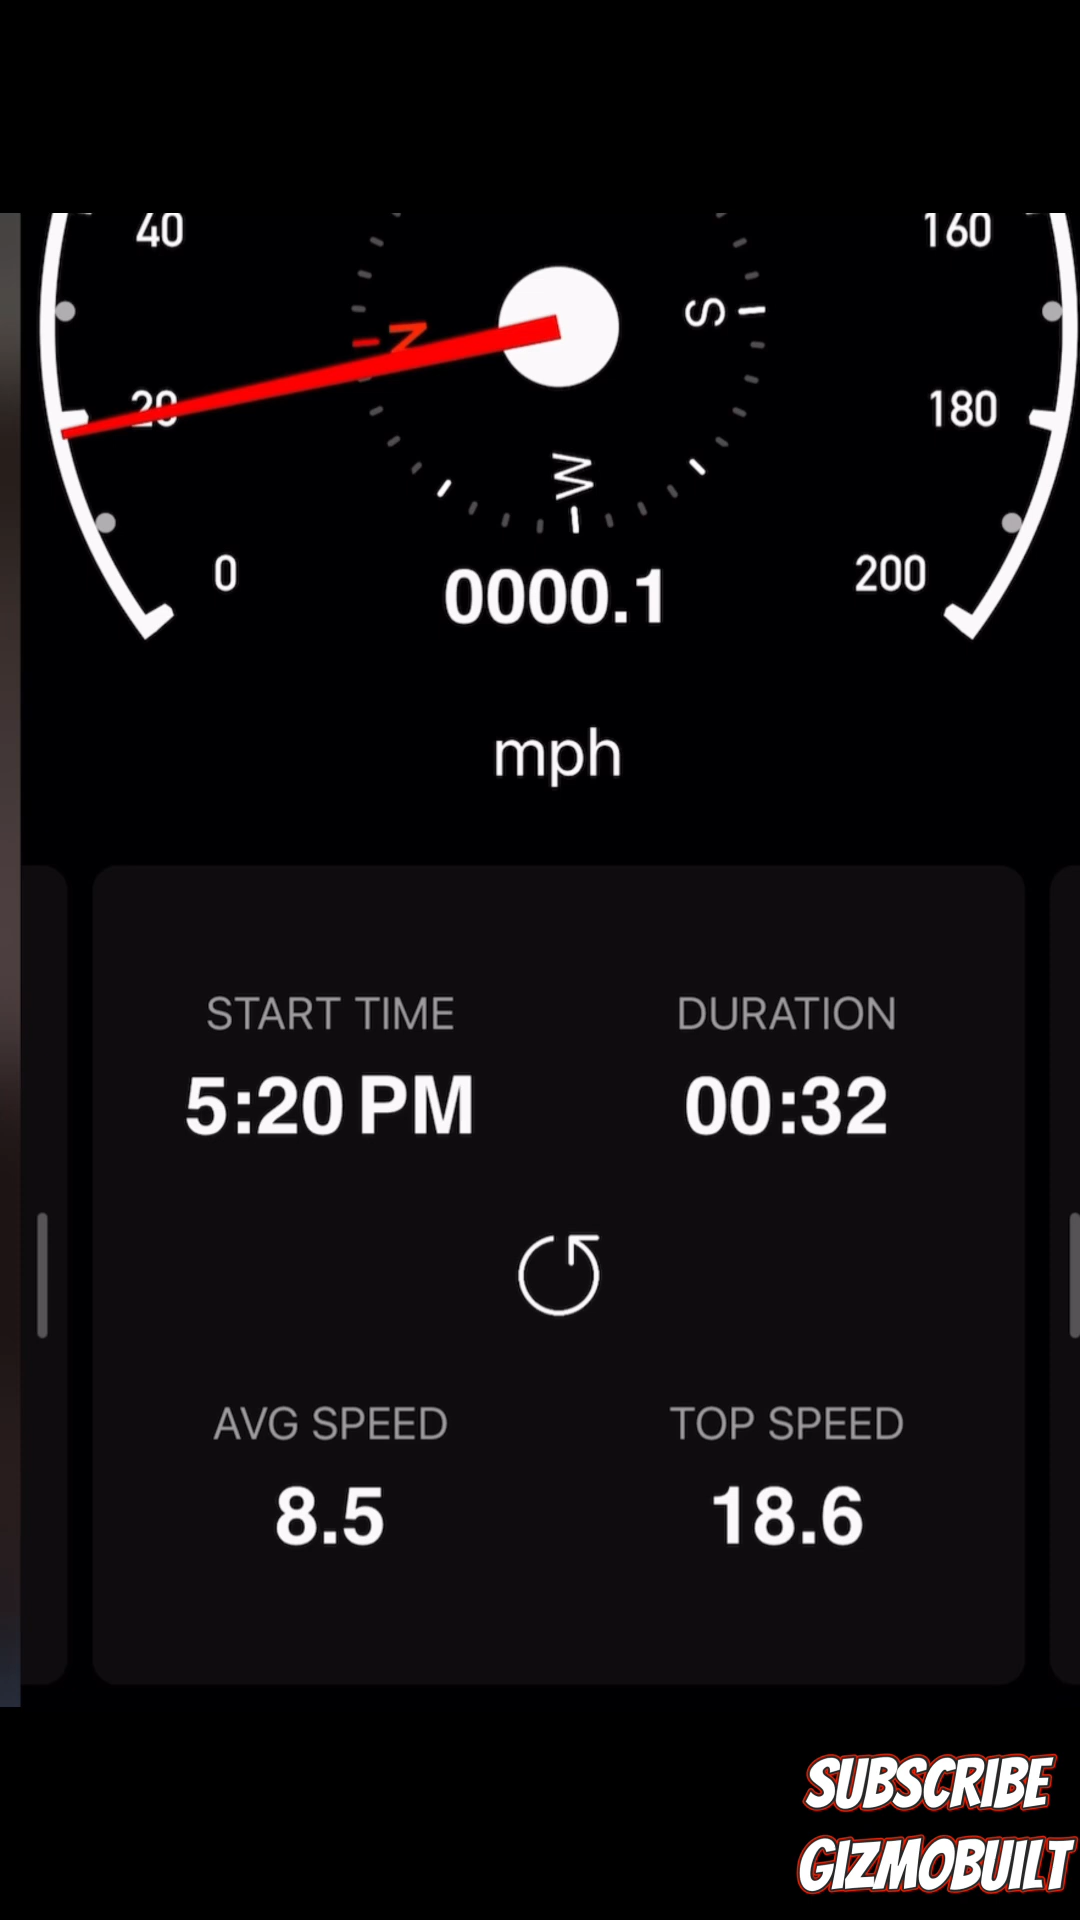 40 160
N S
20 180
W
0 200
0000.1
mph
START TIME DURATION
5:20 PM 00:32
AVG SPEED TOP SPEED
8.5 18.6
SUBSCRIBE
GIZMOBUILT